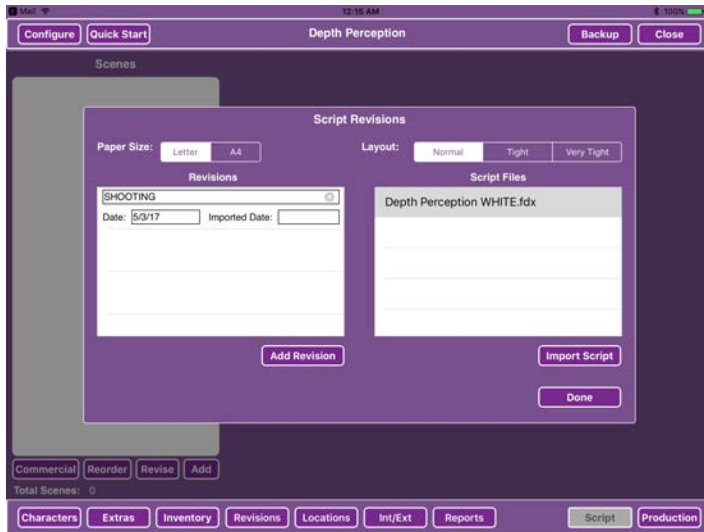 Mail 12:15 AM 100%
Configure Quick Start Depth Perception Backup Close
Scenes
Script Revisions
Paper Size: Letter A4 Layout: Normal Tight Very Tight
Revisions Script Files
SHOOTING
Depth Perception WHITE.fdx
Date: 5/3/17 Imported Date:
Add Revision Import Script
Done
Commercial Reorder Revise Add
Total Scenes: 0
Characters Extras Inventory Revisions Locations Int/Ext Reports Script Production